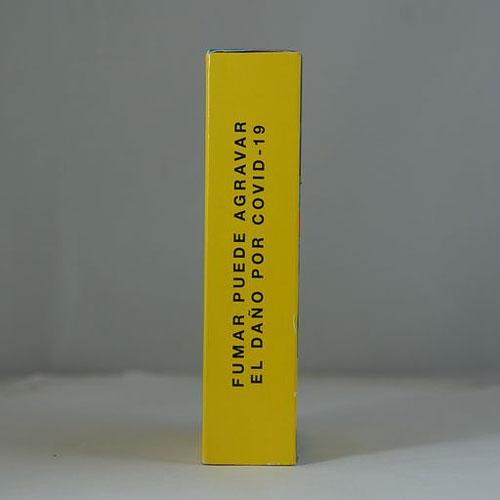 FUMAR PUEDE AGRAVAR
EL DAÑO POR COVID-19